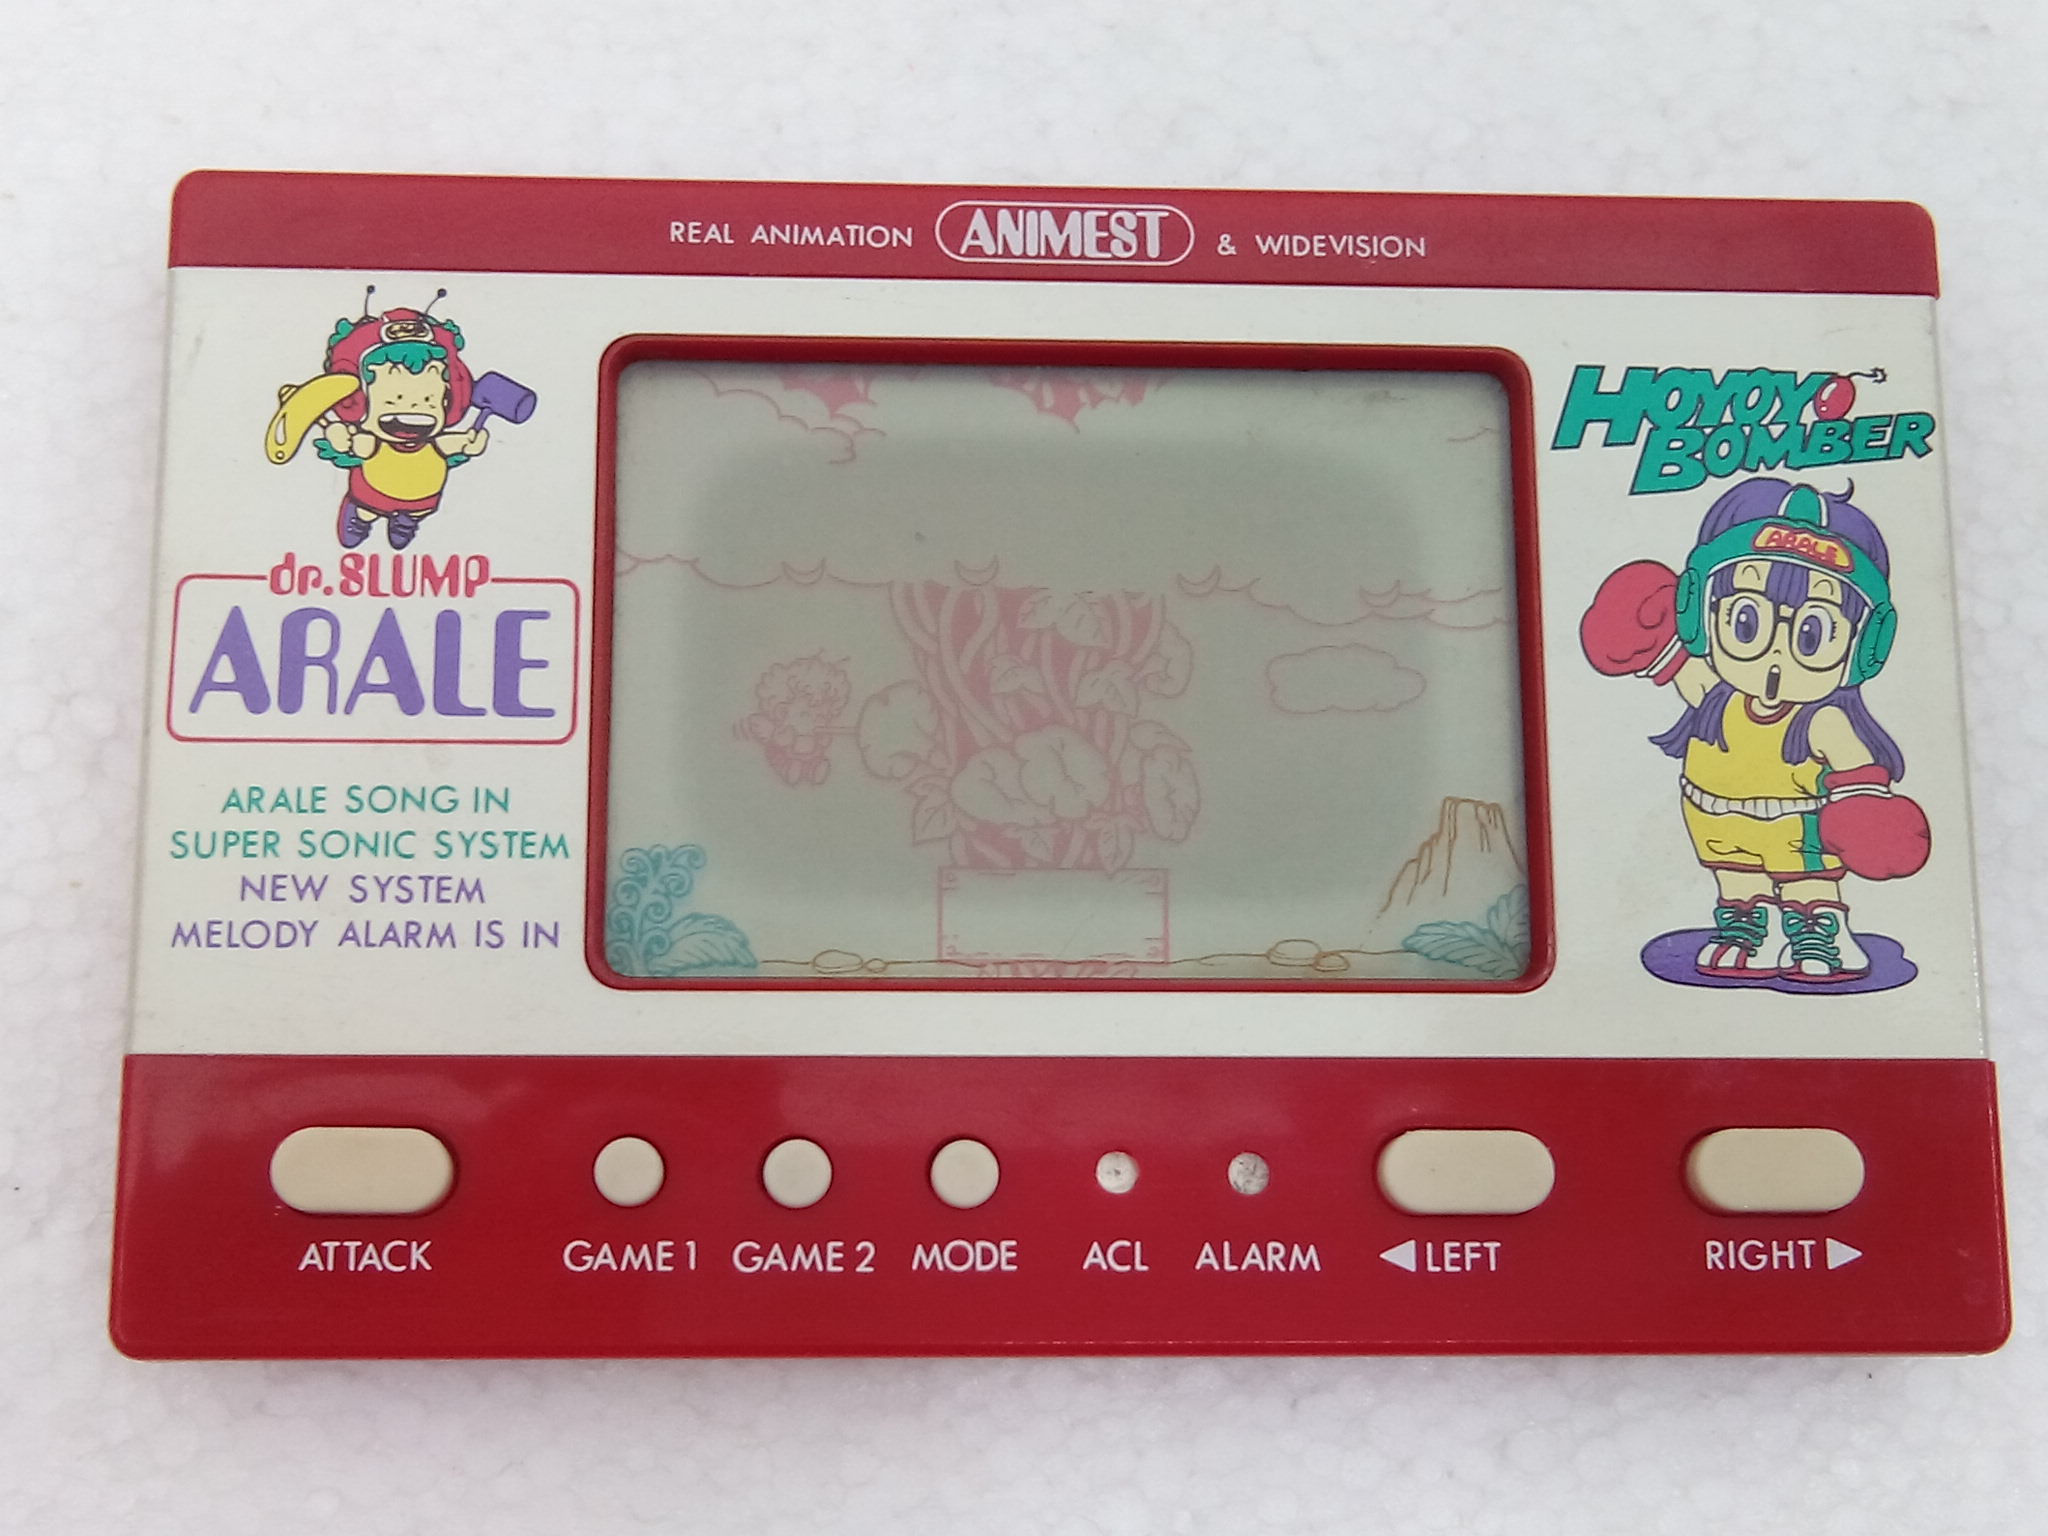 REAL ANIMATION ANIMEST & WIDEVISION
dr.SLUMP
ARALE
ARALE SONG IN
SUPER SONIC SYSTEM
NEW SYSTEM
MELODY ALARM IS IN
HOYOYO
BOMBER
ARALE
ATTACK
GAME 1
GAME 2
MODE
ACL
ALARM
◀LEFT
RIGHT▶